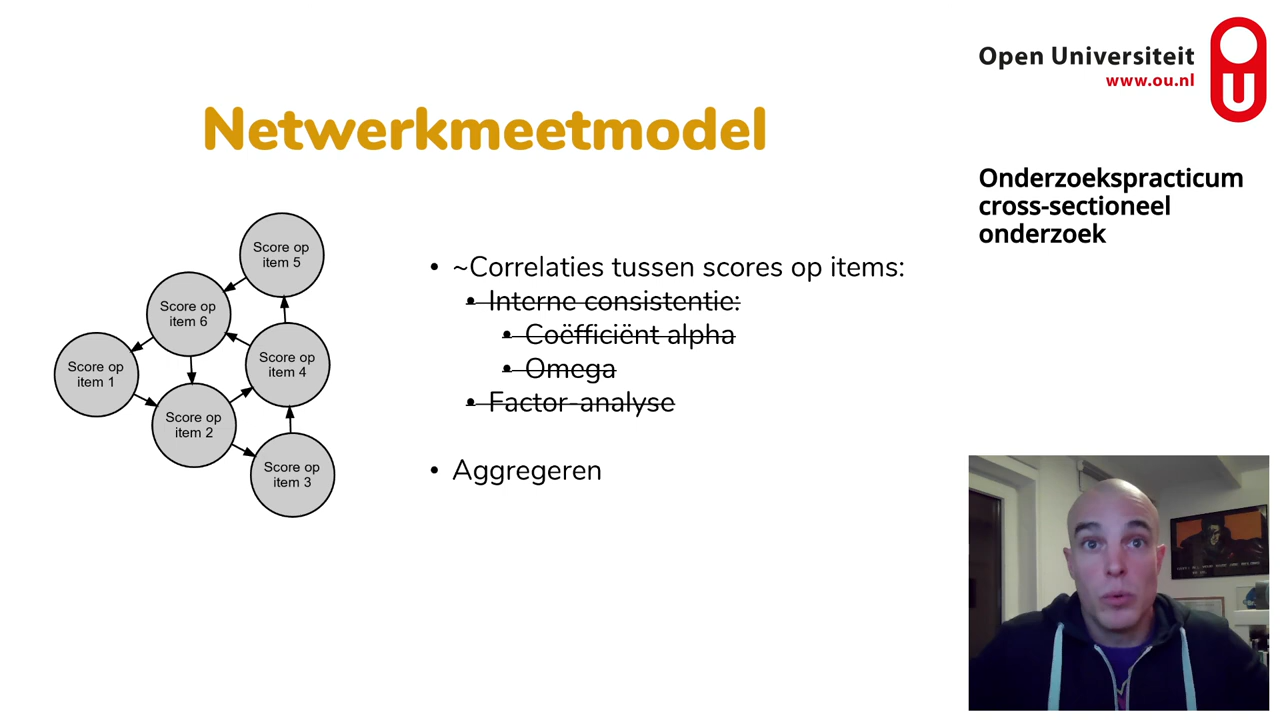 Open Universiteit
www.ou.nl
U
Netwerkmeetmodel
Onderzoekspracticum
cross-sectioneel
onderzoek
Score op
item 5
Score op
item 6
Score op
item 4
Score op
item 1
Score op
item 2
Score op
item 3
• ~Correlaties tussen scores op items:
• Interne consistentie:
• Coëfficiënt alpha
• Omega
• Factor-analyse
• Aggregeren